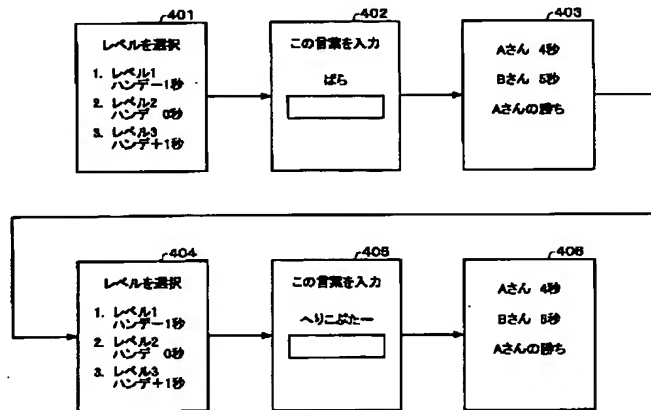 401
レベルを選択
1. レベル1
ハンデー1秒
2. レベル2
ハンデ 0秒
3. レベル3
ハンデ+1秒
402
この言葉を入力
ばら
403
Aさん 4秒
Bさん 5秒
Aさんの勝ち
404
レベルを選択
1. レベル1
ハンデー1秒
2. レベル2
ハンデ 0秒
3. レベル3
ハンデ+1秒
405
この言葉を入力
へりこぷたー
406
Aさん 4秒
Bさん 6秒
Aさんの勝ち